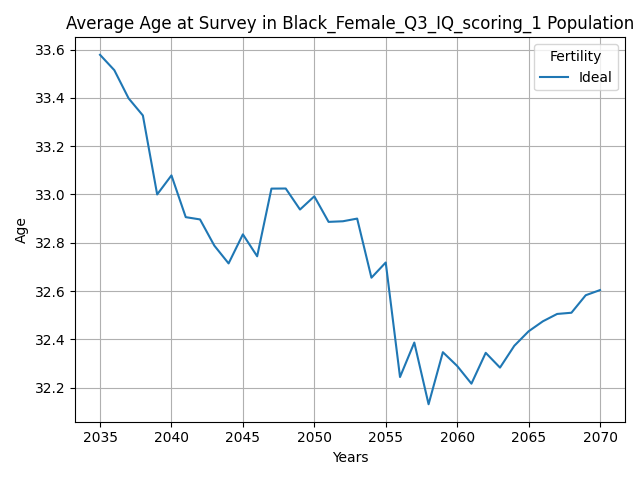 Average Age at Survey in Black_Female_Q3_IQ_scoring_1 Population
Fertility
Ideal
33.6
33.4
33.2
33.0
32.8
32.6
32.4
32.2
Age
2035 2040 2045 2050 2055 2060 2065 2070
Years